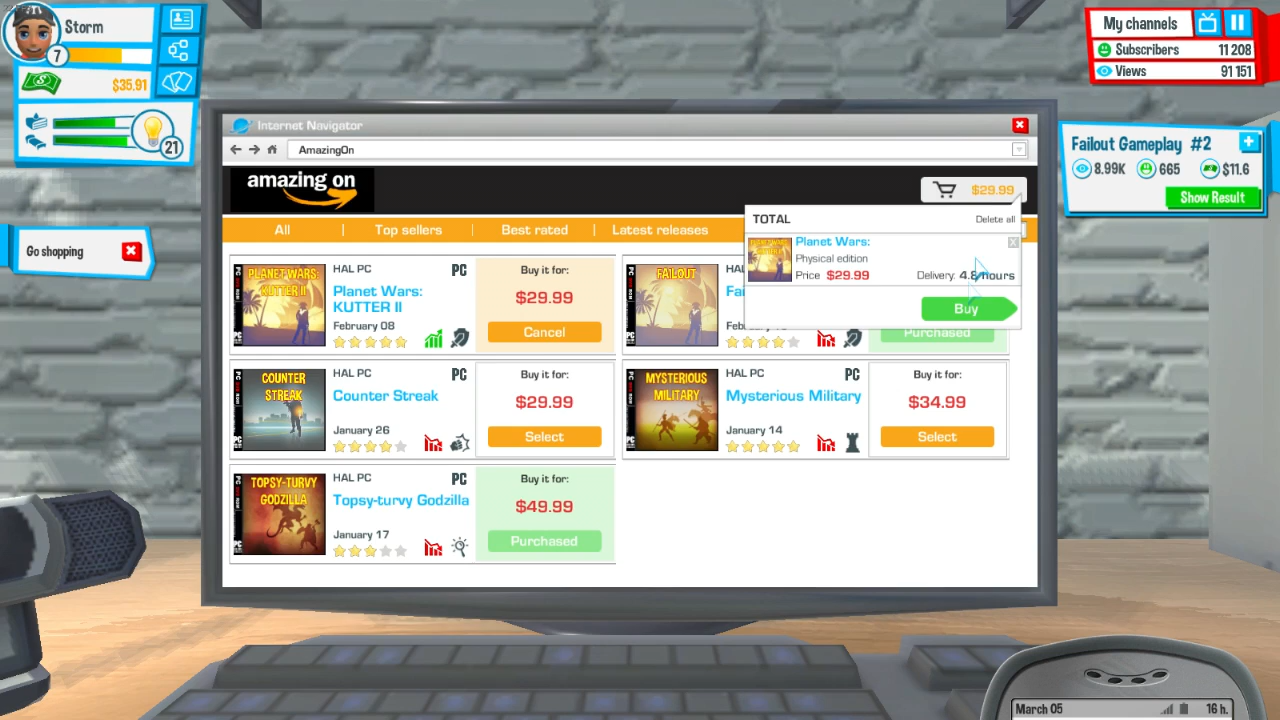 Storm
7
$35.91
21
My channels
Subscribers 11 208
Views 91 151
Failout Gameplay #2
8.99K 665 $11.6
Show Result
Go shopping
Internet Navigator
AmazingOn
amazing on
$29.99
All | Top sellers | Best rated | Latest releases
TOTAL Delete all
Planet Wars:
Physical edition
Price $29.99 Delivery: 4.8 hours
Buy
PLANET WARS:
KUTTER II
HAL PC PC
Planet Wars:
KUTTER II
February 08
Buy it for:
$29.99
Cancel
FAILOUT
HAL
Fai
Purchased
COUNTER
STREAK
HAL PC PC
Counter Streak
January 26
Buy it for:
$29.99
Select
MYSTERIOUS
MILITARY
HAL PC PC
Mysterious Military
January 14
Buy it for:
$34.99
Select
TOPSY-TURVY
GODZILLA
HAL PC PC
Topsy-turvy Godzilla
January 17
Buy it for:
$49.99
Purchased
March 05 16 h.